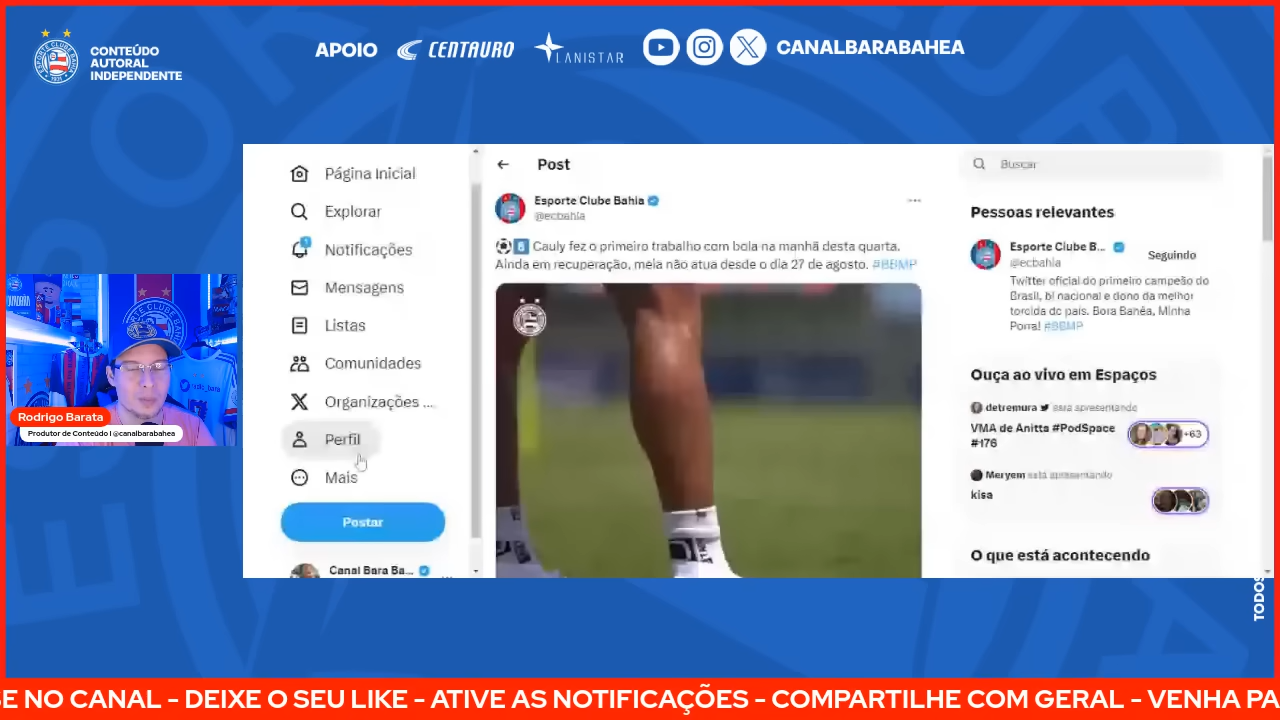 CONTEÚDO
AUTORAL
INDEPENDENTE
APOIO
CENTAURO
LANISTAR
CANALBARABAHEA
Página Inicial
Explorar
1
Notificações
Mensagens
Listas
Comunidades
Organizações ...
Perfil
Mais
Postar
Canal Bara Ba...
Post
Esporte Clube Bahia
@ecbahia
6 Cauly fez o primeiro trabalho com bola na manhã desta quarta.
Ainda em recuperação, meia não atua desde o dia 27 de agosto. #BBMP
Buscar
Pessoas relevantes
Esporte Clube B...
@ecbahia
Seguindo
Twitter oficial do primeiro campeão do
Brasil, bi nacional e dono da melhor
torcida do país. Bora Bahêa, Minha
Porra! #BBMP
Ouça ao vivo em Espaços
detremura está apresentando
VMA de Anitta #PodSpace
#176
+63
Meryem está apresentando
kisa
O que está acontecendo
Rodrigo Barata
Produtor de Conteúdo | @canalbarabahea
TODOS
SE NO CANAL - DEIXE O SEU LIKE - ATIVE AS NOTIFICAÇÕES - COMPARTILHE COM GERAL - VENHA PA